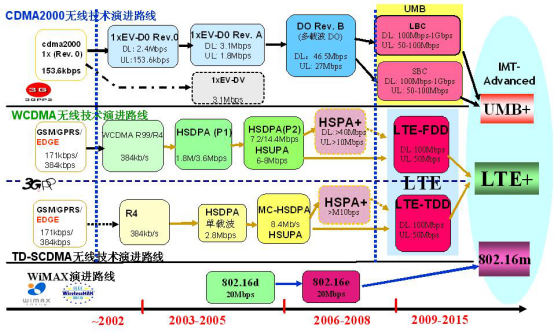 CDMA2000无线技术演进路线
UMB
cdma2000
1x (Rev. 0)
153.6kbps
3G
3GPP2
1xEV-DO Rev.0
DL: 2.4Mbps
UL:153.6kbps
1xEV-DO Rev. A
DL: 3.1Mbps
UL: 1.8Mbps
1xEV-DV
3.1Mbps
DO Rev. B
(多载波 DO)
DL: 46.5Mbps
UL: 27Mbps
LBC
DL: 100Mbps-1Gbps
UL: 50-100Mbps
SBC
DL: 100Mbps-1Gbps
UL: 50-100Mbps
IMT-
Advanced
UMB+
WCDMA无线技术演进路线
GSM/GPRS/
EDGE
171kbps/
384kbps
WCDMA R99/R4
384kb/s
HSDPA (P1)
1.8M/3.6Mbps
HSDPA(P2)
7.2/14.4Mbps
HSUPA
6-8Mbps
HSPA+
DL :>40Mbps
UL>10Mbps
LTE-FDD
DL: 100Mbps
UL: 50Mbps
LTE
LTE+
3GPP
GSM/GPRS/
EDGE
171kbps/
384kbps
R4
384kb/s
HSDPA
单载波
2.8Mbps
MC-HSDPA
8.4Mb/s
HSUPA
HSPA+
>M10bps
LTE-TDD
DL: 100Mbps
UL: 50Mbps
TD-SCDMA无线技术演进路线
802.16m
WiMAX演进路线
WiMAX
IEEE
WirelessMAN
802.16d
20Mbps
802.16e
20Mbps
~2002
2003-2005
2006-2008
2009-2015